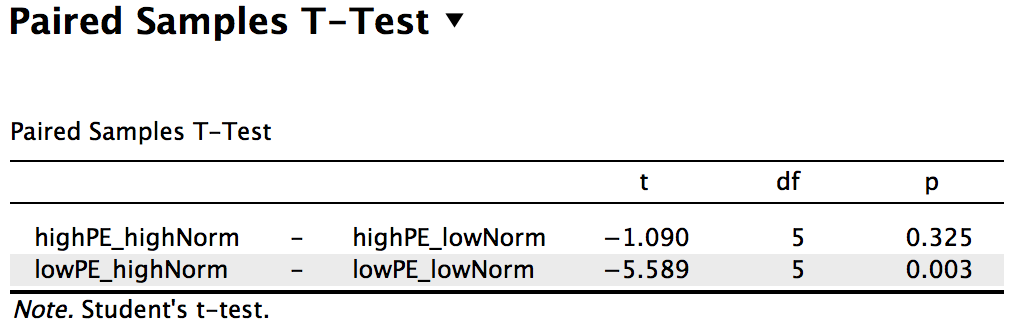 Paired Samples T-Test ▼
Paired Samples T-Test
t df p
highPE_highNorm - highPE_lowNorm −1.090 5 0.325
lowPE_highNorm - lowPE_lowNorm −5.589 5 0.003
Note. Student's t-test.